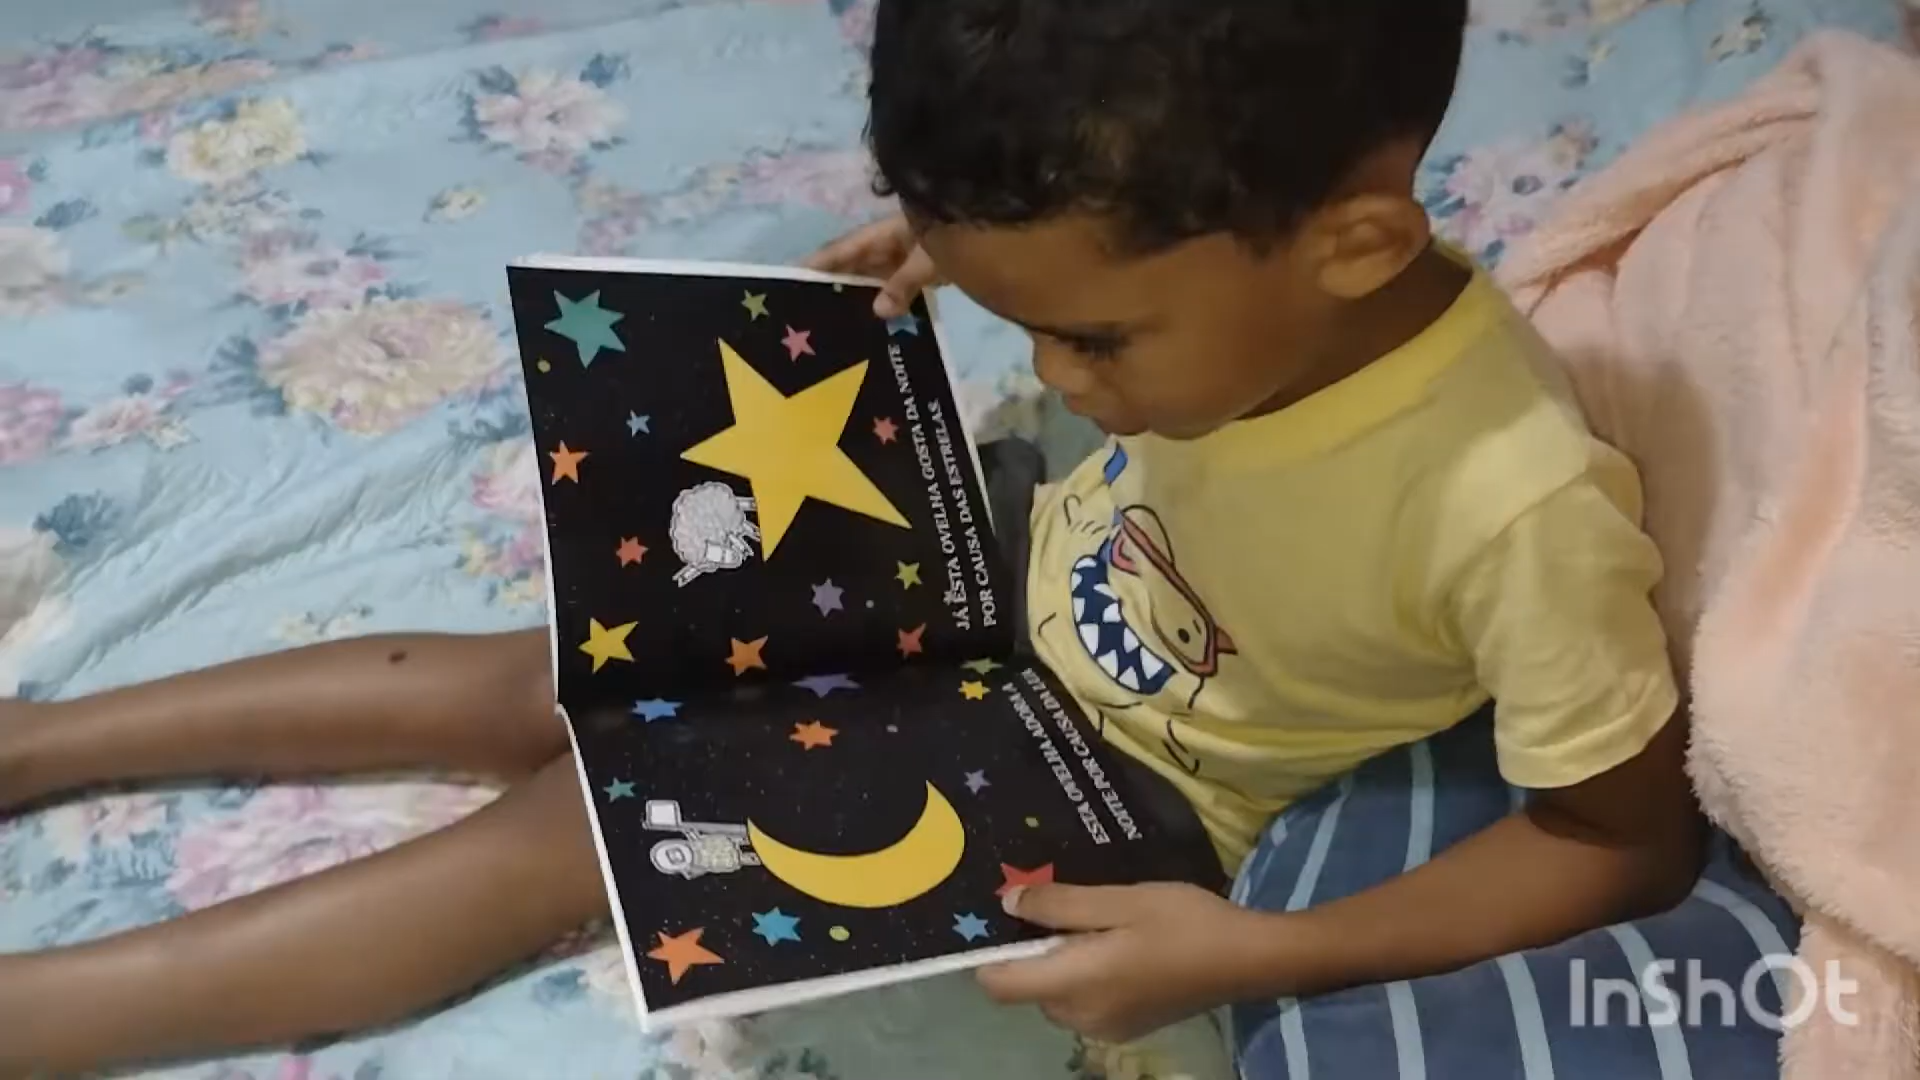 ESTA OVELHA ADORA A
NOITE POR CAUSA DA LUA
JÁ ESTA OVELHA GOSTA DA NOITE
POR CAUSA DAS ESTRELAS.
InShOt